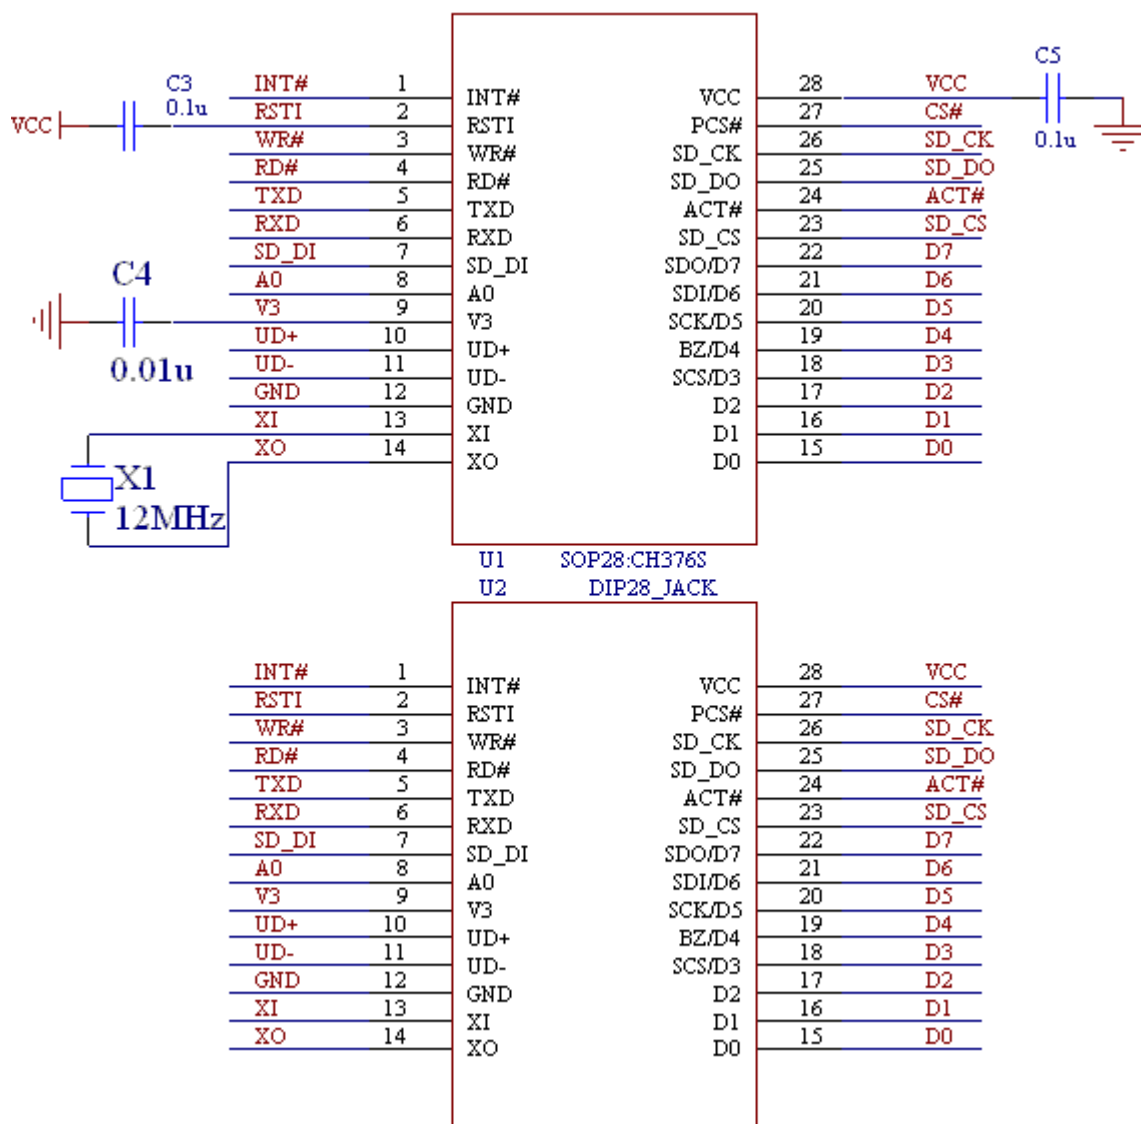 C3
0.1u
VCC
C5
0.1u
INT# 1 INT# VCC 28 VCC
RSTI 2 RSTI PCS# 27 CS#
WR# 3 WR# SD_CK 26 SD_CK
RD# 4 RD# SD_DO 25 SD_DO
TXD 5 TXD ACT# 24 ACT#
RXD 6 RXD SD_CS 23 SD_CS
SD_DI 7 SD_DI SDO/D7 22 D7
A0 8 A0 SDI/D6 21 D6
V3 9 V3 SCK/D5 20 D5
UD+ 10 UD+ BZ/D4 19 D4
UD- 11 UD- SCS/D3 18 D3
GND 12 GND D2 17 D2
XI 13 XI D1 16 D1
XO 14 XO D0 15 D0
C4
0.01u
X1
12MHz
U1 SOP28:CH376S
U2 DIP28_JACK
INT# 1 INT# VCC 28 VCC
RSTI 2 RSTI PCS# 27 CS#
WR# 3 WR# SD_CK 26 SD_CK
RD# 4 RD# SD_DO 25 SD_DO
TXD 5 TXD ACT# 24 ACT#
RXD 6 RXD SD_CS 23 SD_CS
SD_DI 7 SD_DI SDO/D7 22 D7
A0 8 A0 SDI/D6 21 D6
V3 9 V3 SCK/D5 20 D5
UD+ 10 UD+ BZ/D4 19 D4
UD- 11 UD- SCS/D3 18 D3
GND 12 GND D2 17 D2
XI 13 XI D1 16 D1
XO 14 XO D0 15 D0